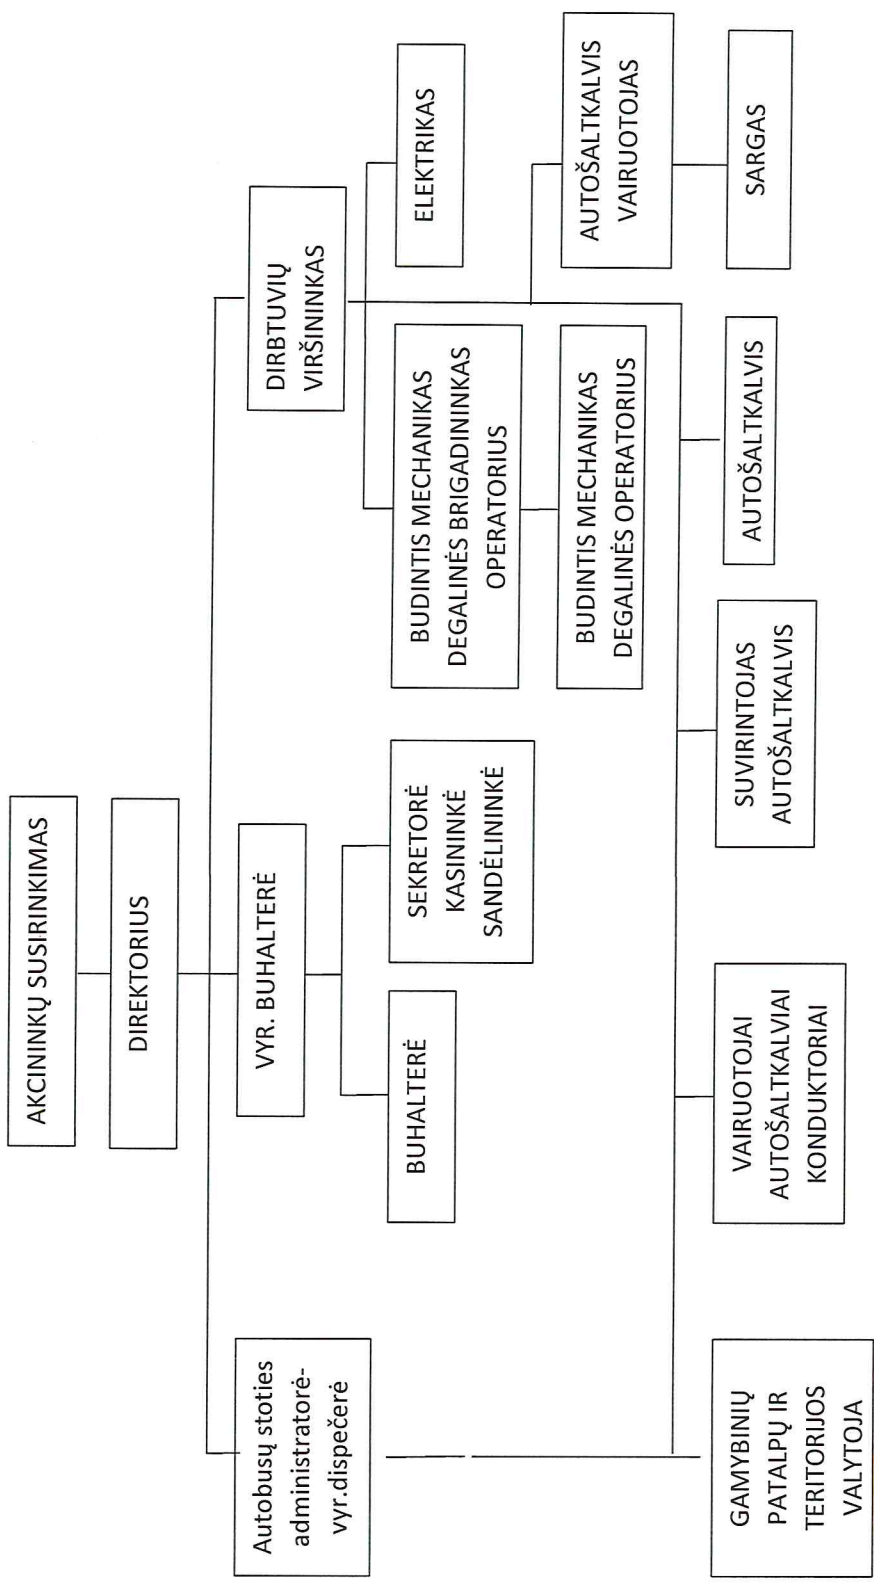 AKCININKŲ SUSIRINKIMAS
DIREKTORIUS
Autobusų stoties
administratorė-
vyr.dispečerė
VYR. BUHALTERĖ
DIRBTUVIŲ
VIRŠININKAS
BUHALTERĖ
SEKRETORĖ
KASININKĖ
SANDĖLININKĖ
BUDINTIS MECHANIKAS
DEGALINĖS BRIGADININKAS
OPERATORIUS
ELEKTRIKAS
BUDINTIS MECHANIKAS
DEGALINĖS OPERATORIUS
AUTOŠALTKALVIS
VAIRUOTOJAS
GAMYBINIŲ
PATALPŲ IR
TERITORIJOS
VALYTOJA
VAIRUOTOJAI
AUTOŠALTKALVIAI
KONDUKTORIAI
SUVIRINTOJAS
AUTOŠALTKALVIS
AUTOŠALTKALVIS
SARGAS